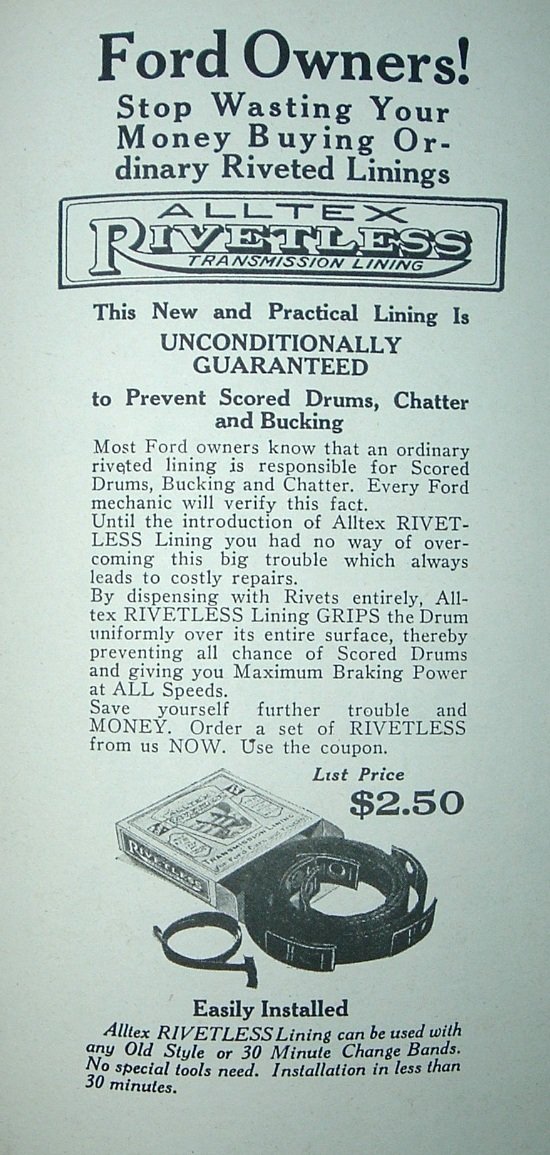 Ford Owners!
Stop Wasting Your
Money Buying Or-
dinary Riveted Linings
ALLTEX
RIVETLESS
TRANSMISSION LINING
This New and Practical Lining Is
UNCONDITIONALLY
GUARANTEED
to Prevent Scored Drums, Chatter
and Bucking
Most Ford owners know that an ordinary
riveted lining is responsible for Scored
Drums, Bucking and Chatter. Every Ford
mechanic will verify this fact.
Until the introduction of Alltex RIVET-
LESS Lining you had no way of over-
coming this big trouble which always
leads to costly repairs.
By dispensing with Rivets entirely, All-
tex RIVETLESS Lining GRIPS the Drum
uniformly over its entire surface, thereby
preventing all chance of Scored Drums
and giving you Maximum Braking Power
at ALL Speeds.
Save yourself further trouble and
MONEY. Order a set of RIVETLESS
from us NOW. Use the coupon.
List Price
$2.50
ALLTEX
TRANSMISSION LINING
RIVETLESS
Easily Installed
Alltex RIVETLESS Lining can be used with
any Old Style or 30 Minute Change Bands.
No special tools need. Installation in less than
30 minutes.